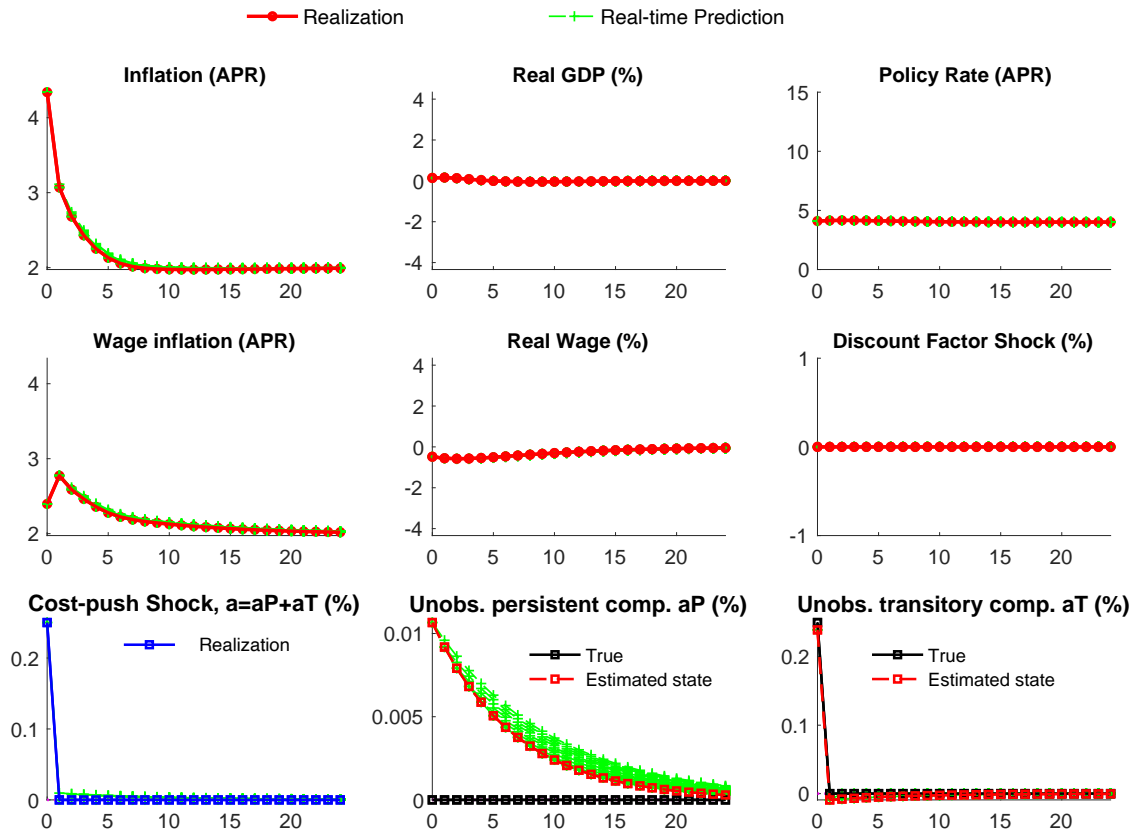 Realization
Real-time Prediction
Inflation (APR)
Real GDP (%)
Policy Rate (APR)
4
3
2
0 5 10 15 20
4
2
0
-2
-4
0 5 10 15 20
15
10
5
0
0 5 10 15 20
Wage inflation (APR)
Real Wage (%)
Discount Factor Shock (%)
4
3
2
0 5 10 15 20
4
2
0
-2
-4
0 5 10 15 20
1
0
-1
0 5 10 15 20
Cost-push Shock, a=aP+aT (%)
Unobs. persistent comp. aP (%)
Unobs. transitory comp. aT (%)
Realization
0.2
0.1
0
0 5 10 15 20
True
Estimated state
0.01
0.005
0
0 5 10 15 20
True
Estimated state
0.2
0.1
0
0 5 10 15 20